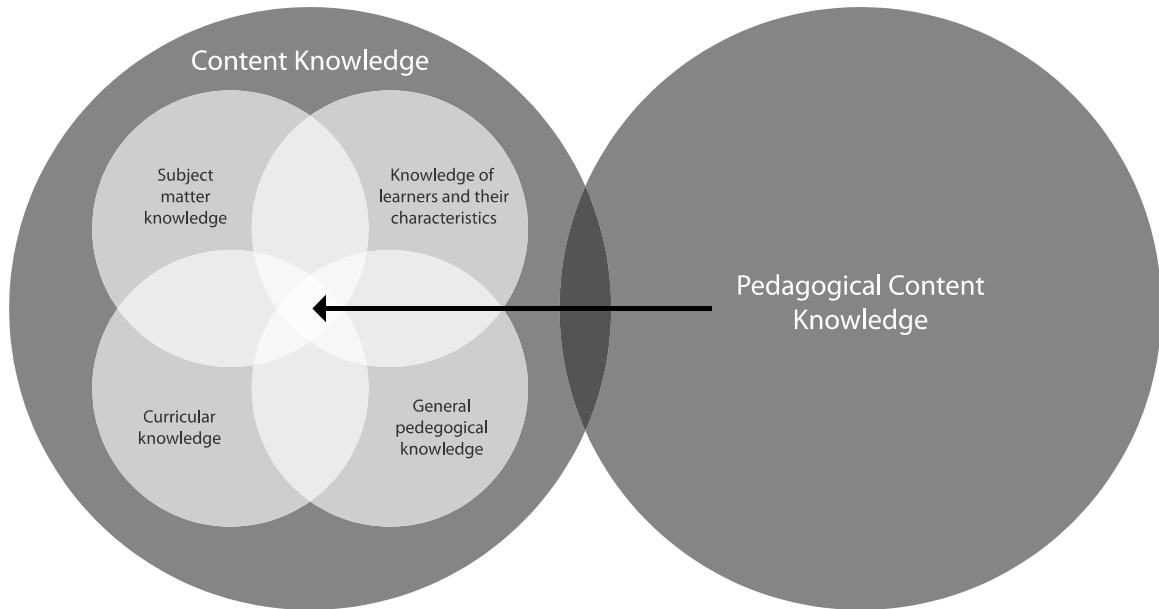 Content Knowledge
Subject
matter
knowledge
Knowledge of
learners and their
characteristics
Curricular
knowledge
General
pedegogical
knowledge
Pedagogical Content
Knowledge